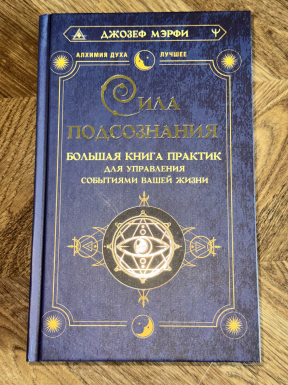 ДЖОЗЕФ МЭРФИ
АЛХИМИЯ ДУХА ЛУЧШЕЕ
СИЛА
ПОДСОЗНАНИЯ
БОЛЬШАЯ КНИГА ПРАКТИК
ДЛЯ УПРАВЛЕНИЯ
СОБЫТИЯМИ ВАШЕЙ ЖИЗНИ